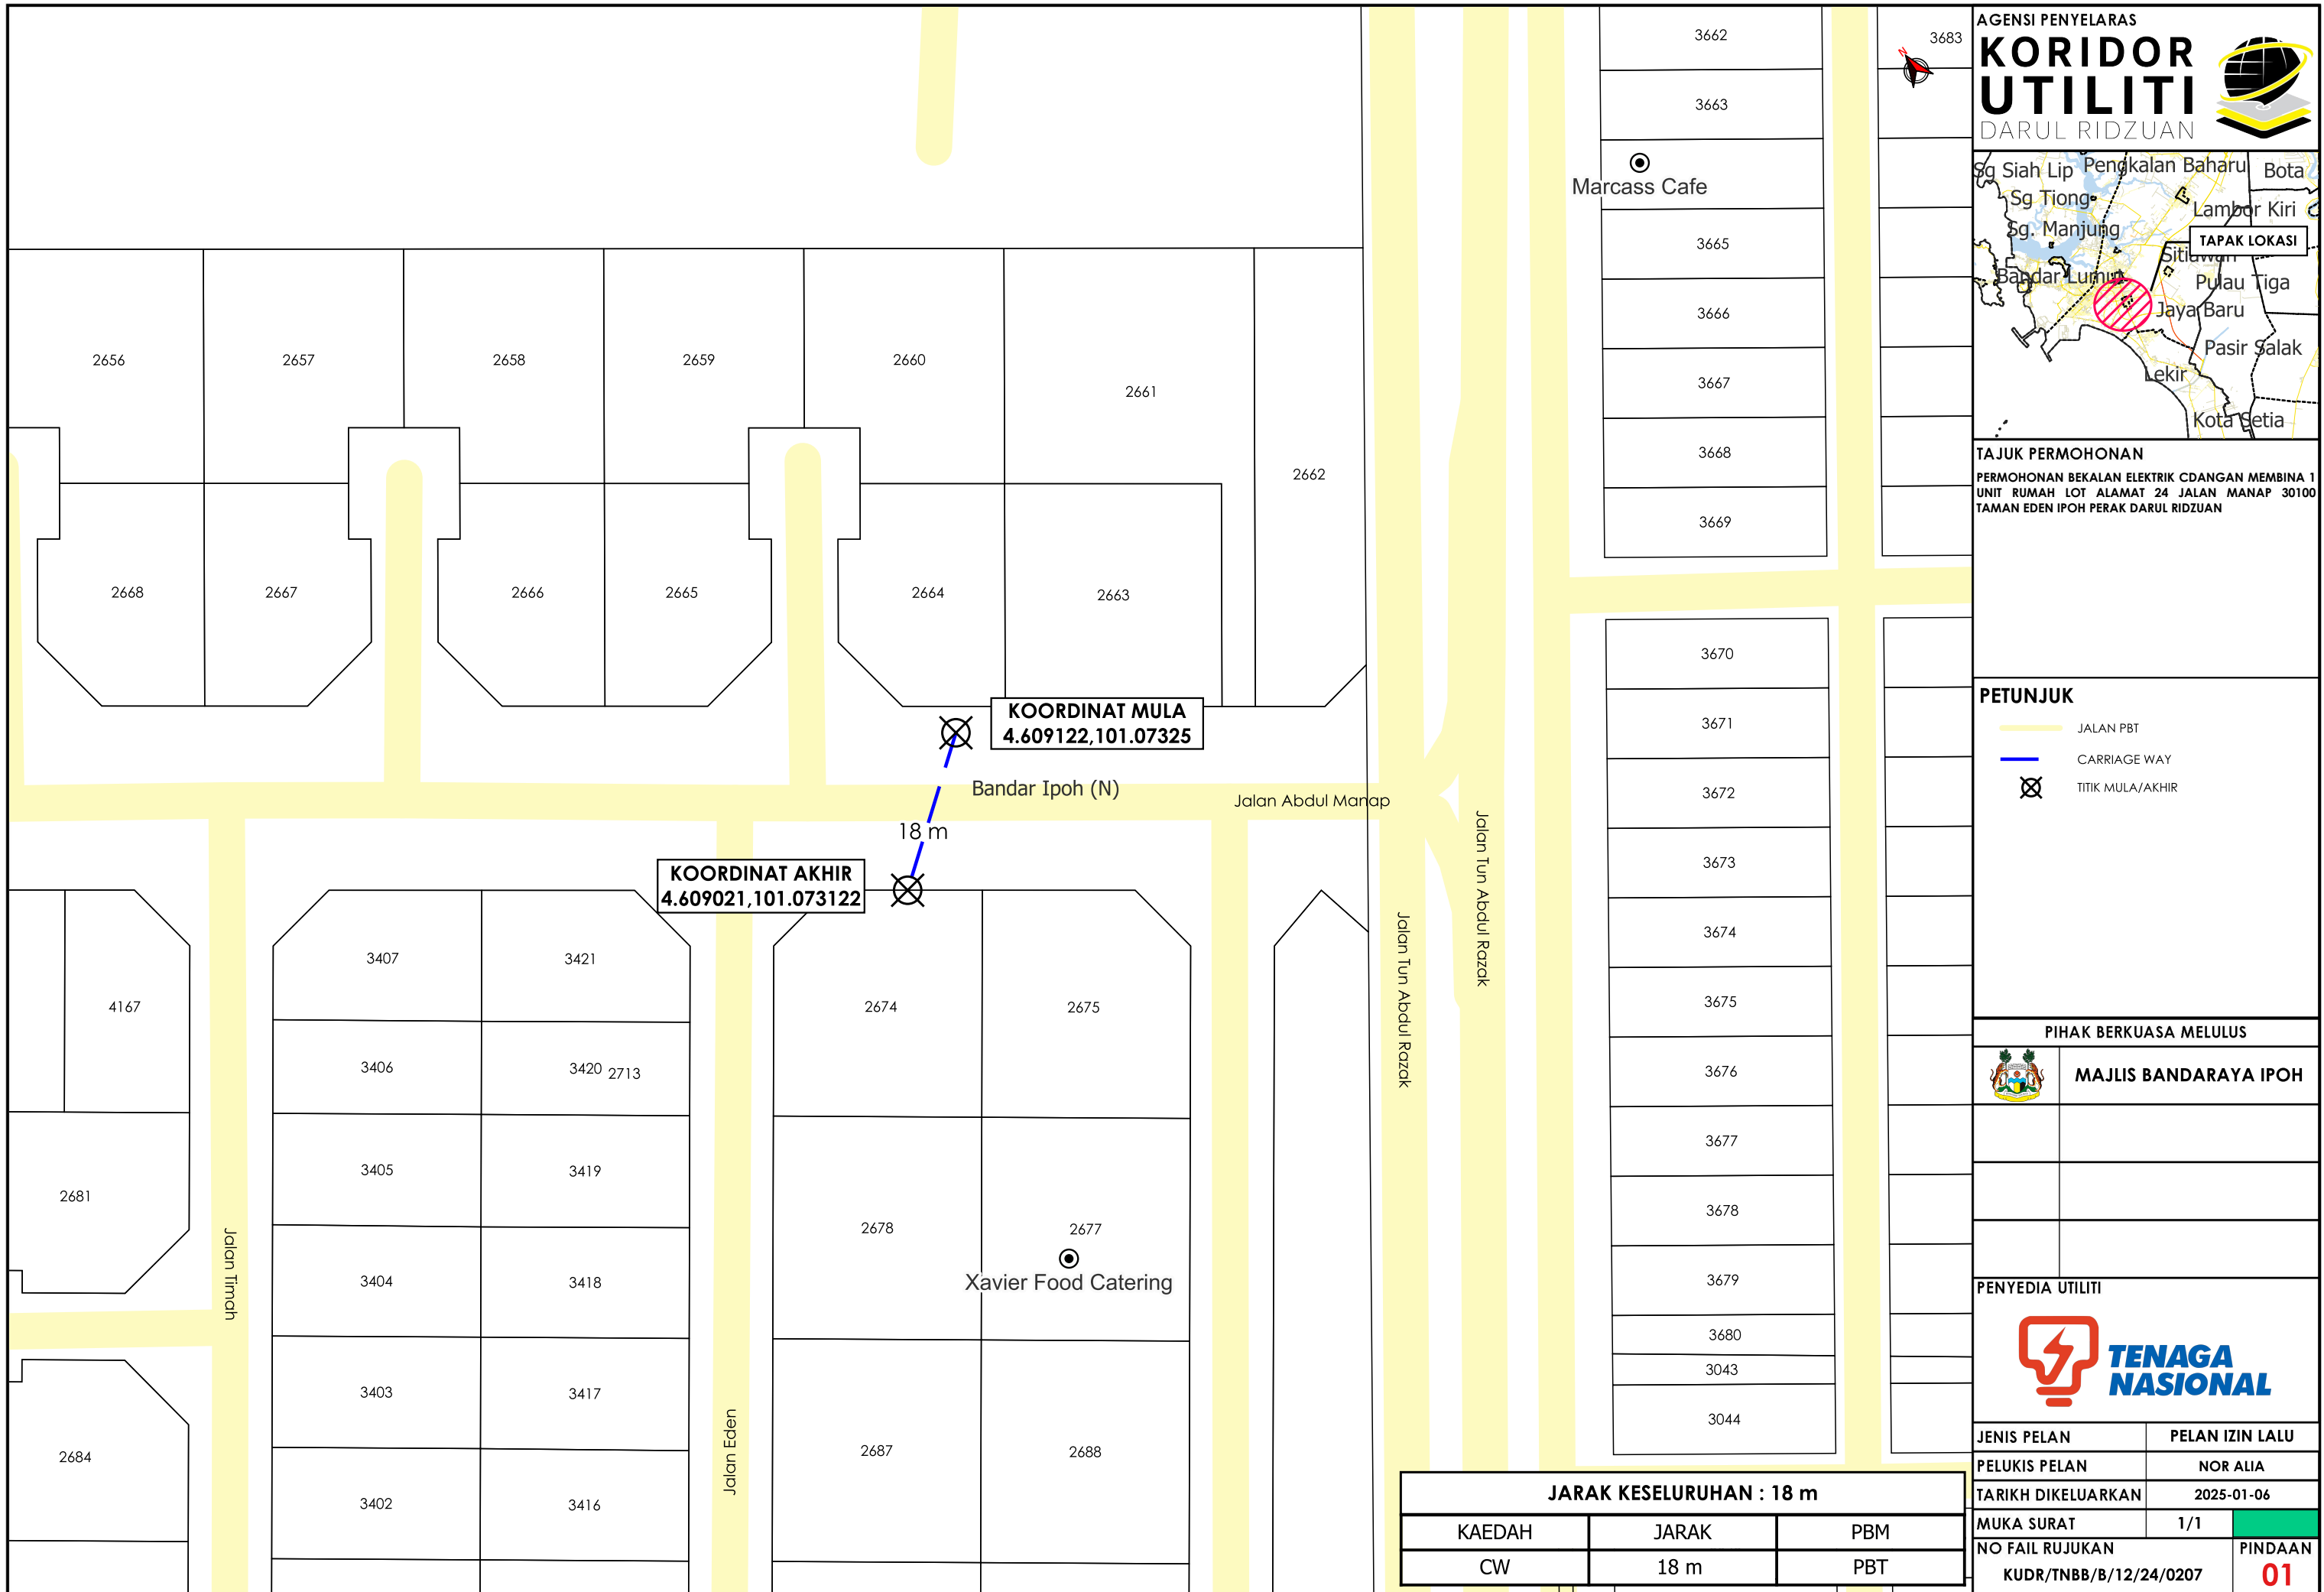 3662
3663
Marcass Cafe
3665
3666
3667
3668
3669
3683
N
2656
2657
2658
2659
2660
2661
2662
2668
2667
2666
2665
2664
2663
KOORDINAT MULA
4.609122,101.07325
Bandar Ipoh (N)
Jalan Abdul Manap
18 m
KOORDINAT AKHIR
4.609021,101.073122
Jalan Tun Abdul Razak
Jalan Tun Abdul Razak
3670
3671
3672
3673
3674
3675
3676
3677
3678
3679
3680
3043
3044
4167
2681
2684
Jalan Timah
3407
3421
3406
3420
2713
3405
3419
3404
3418
3403
3417
3402
3416
Jalan Eden
2674
2675
2678
2677
Xavier Food Catering
2687
2688
JARAK KESELURUHAN : 18 m
KAEDAH JARAK PBM
CW 18 m PBT
AGENSI PENYELARAS
KORIDOR
UTILITI
DARUL RIDZUAN
Sg Siah Lip
Pengkalan Baharu
Bota
Sg Tiong
Lambor Kiri
Sg. Manjung
TAPAK LOKASI
Sitiawan
Bandar Lumut
Pulau Tiga
Jaya Baru
Pasir Salak
Lekir
Kota Setia
TAJUK PERMOHONAN
PERMOHONAN BEKALAN ELEKTRIK CDANGAN MEMBINA 1
UNIT RUMAH LOT ALAMAT 24 JALAN MANAP 30100
TAMAN EDEN IPOH PERAK DARUL RIDZUAN
PETUNJUK
JALAN PBT
CARRIAGE WAY
TITIK MULA/AKHIR
PIHAK BERKUASA MELULUS
MAJLIS BANDARAYA IPOH
PENYEDIA UTILITI
TENAGA
NASIONAL
JENIS PELAN PELAN IZIN LALU
PELUKIS PELAN NOR ALIA
TARIKH DIKELUARKAN 2025-01-06
MUKA SURAT 1/1
NO FAIL RUJUKAN PINDAAN
KUDR/TNBB/B/12/24/0207 01